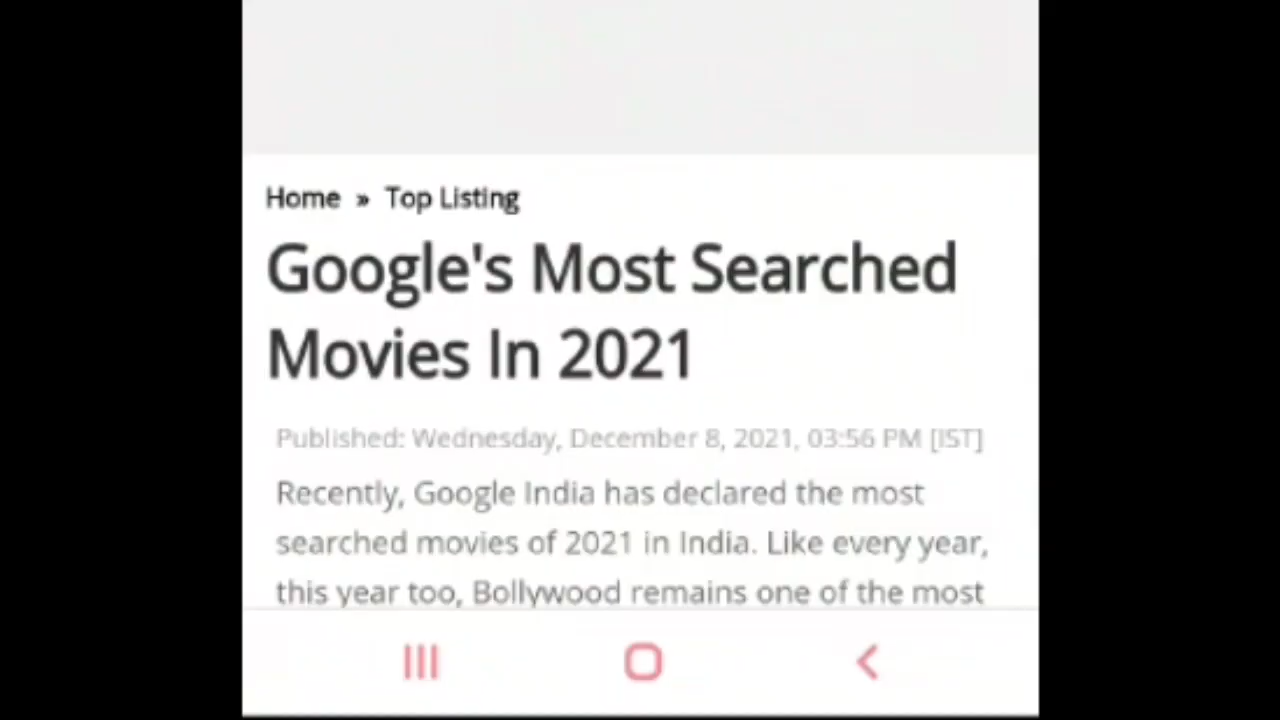 Home » Top Listing
Google's Most Searched
Movies In 2021
Published: Wednesday, December 8, 2021, 03:56 PM [IST]
Recently, Google India has declared the most
searched movies of 2021 in India. Like every year,
this year too, Bollywood remains one of the most